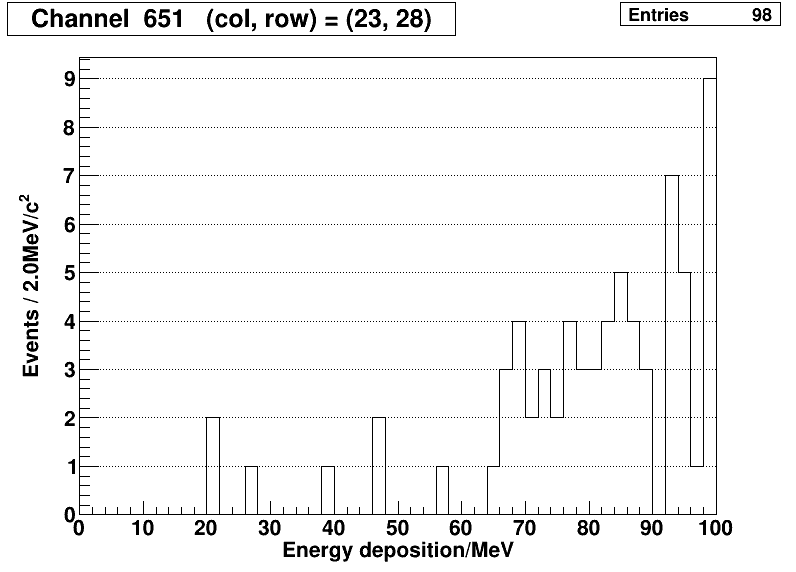 Channel 651 (col, row) = (23, 28)
Entries 98
Events / 2.0MeV/c²
9
8
7
6
5
4
3
2
1
0
0 10 20 30 40 50 60 70 80 90 100
Energy deposition/MeV